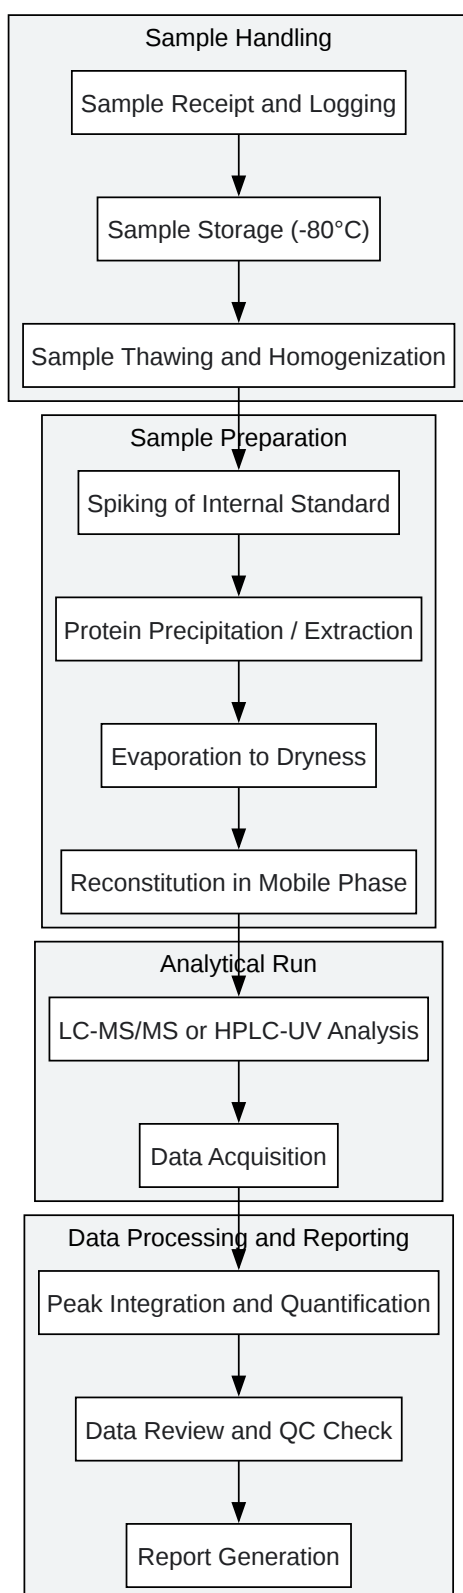 Sample Handling
Sample Receipt and Logging
Sample Storage (-80°C)
Sample Thawing and Homogenization
Sample Preparation
Spiking of Internal Standard
Protein Precipitation / Extraction
Evaporation to Dryness
Reconstitution in Mobile Phase
Analytical Run
LC-MS/MS or HPLC-UV Analysis
Data Acquisition
Data Processing and Reporting
Peak Integration and Quantification
Data Review and QC Check
Report Generation